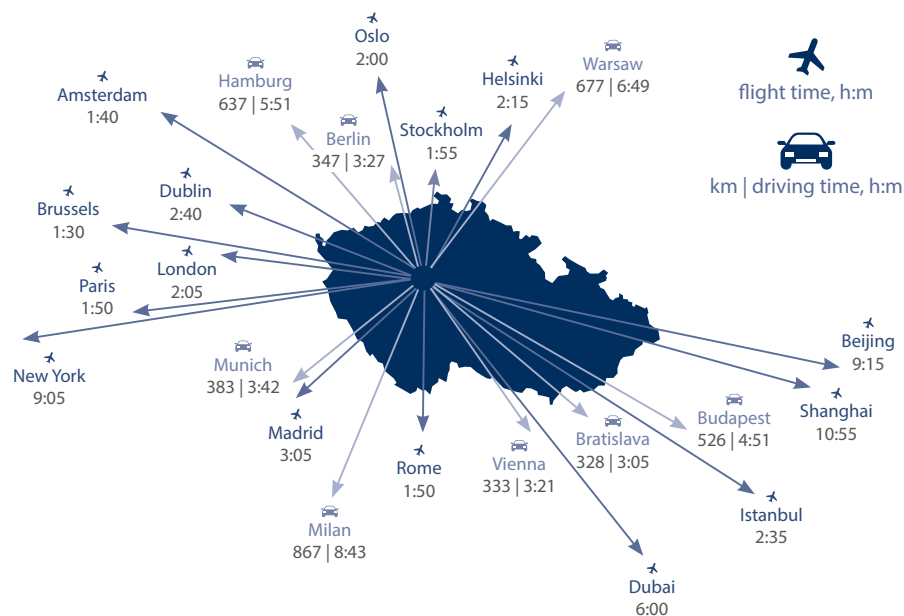 Oslo
2:00
Helsinki
2:15
Warsaw
677 | 6:49
flight time, h:m
Hamburg
637 | 5:51
Amsterdam
1:40
Stockholm
1:55
Berlin
347 | 3:27
km | driving time, h:m
Dublin
2:40
Brussels
1:30
London
2:05
Paris
1:50
New York
9:05
Munich
383 | 3:42
Madrid
3:05
Rome
1:50
Milan
867 | 8:43
Vienna
333 | 3:21
Bratislava
328 | 3:05
Budapest
526 | 4:51
Beijing
9:15
Shanghai
10:55
Istanbul
2:35
Dubai
6:00